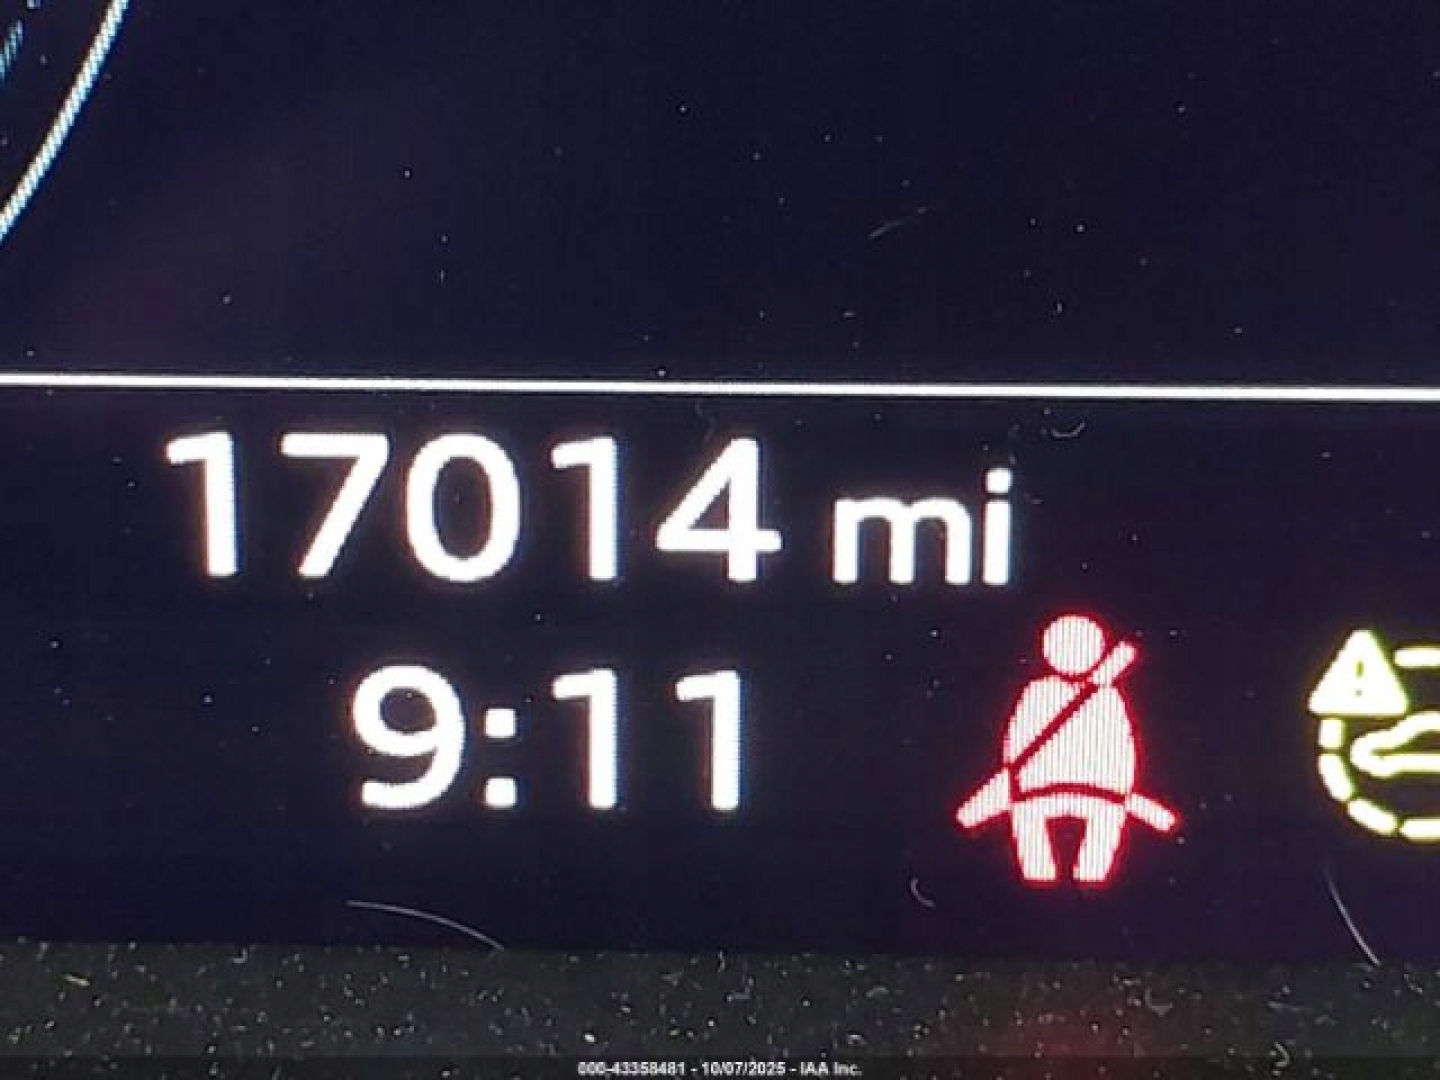 17014 mi
9:11
000-43358481 - 10/07/2025 - IAA Inc.